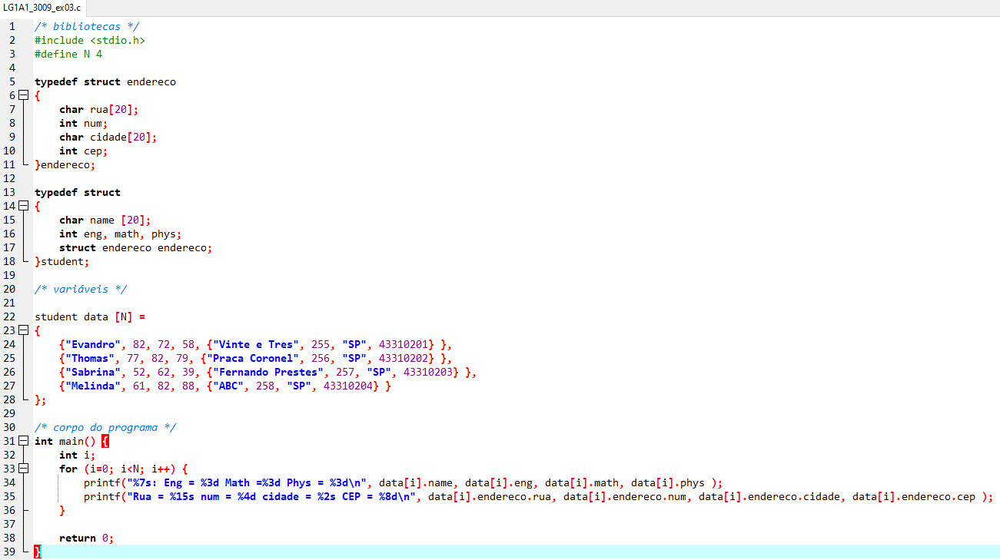 LG1A1_3009_ex03.c
1 /* bibliotecas */
2 #include <stdio.h>
3 #define N 4
4
5 typedef struct endereco
6 {
7     char rua[20];
8     int num;
9     char cidade[20];
10     int cep;
11 }endereco;
12
13 typedef struct
14 {
15     char name [20];
16     int eng, math, phys;
17     struct endereco endereco;
18 }student;
19
20 /* variáveis */
21
22 student data [N] =
23 {
24     {"Evandro", 82, 72, 58, {"Vinte e Tres", 255, "SP", 43310201} },
25     {"Thomas", 77, 82, 79, {"Praca Coronel", 256, "SP", 43310202} },
26     {"Sabrina", 52, 62, 39, {"Fernando Prestes", 257, "SP", 43310203} },
27     {"Melinda", 61, 82, 88, {"ABC", 258, "SP", 43310204} }
28 };
29
30 /* corpo do programa */
31 int main() {
32     int i;
33     for (i=0; i<N; i++) {
34         printf("%7s: Eng = %3d Math =%3d Phys = %3d\n", data[i].name, data[i].eng, data[i].math, data[i].phys );
35         printf("Rua = %15s num = %4d cidade = %2s CEP = %8d\n", data[i].endereco.rua, data[i].endereco.num, data[i].endereco.cidade, data[i].endereco.cep );
36     }
37
38     return 0;
39 }